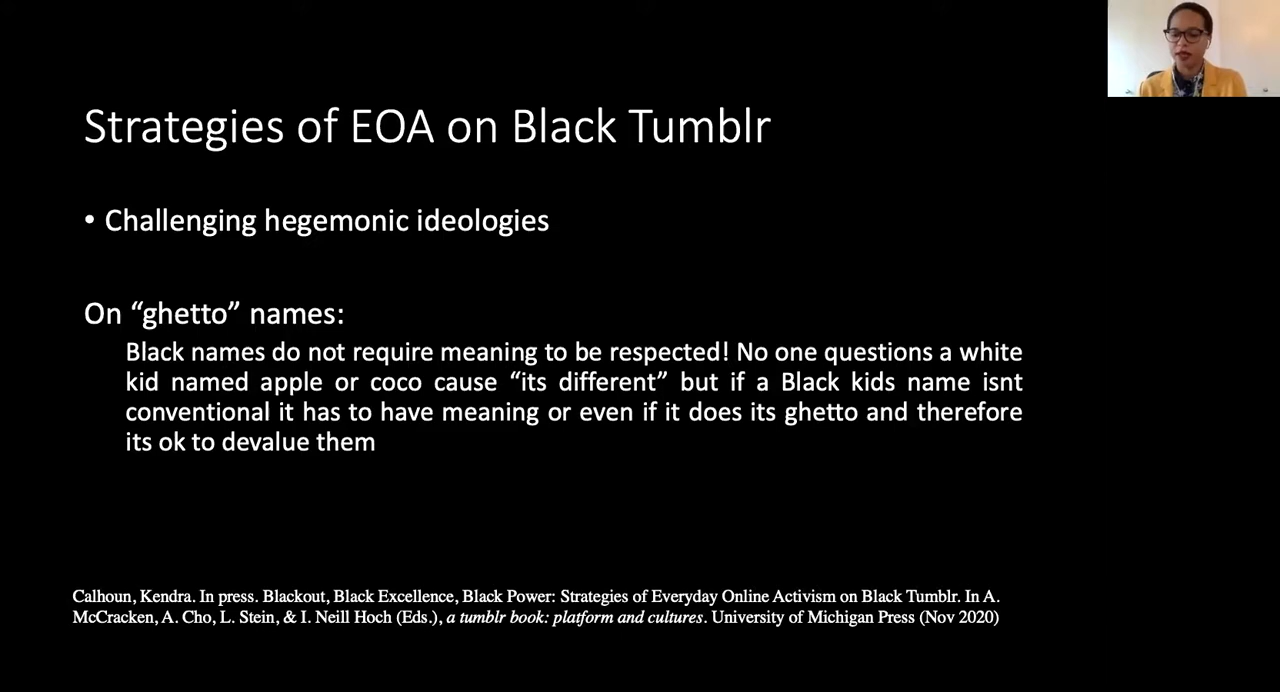 Strategies of EOA on Black Tumblr
• Challenging hegemonic ideologies
On “ghetto” names:
Black names do not require meaning to be respected! No one questions a white
kid named apple or coco cause “its different” but if a Black kids name isnt
conventional it has to have meaning or even if it does its ghetto and therefore
its ok to devalue them
Calhoun, Kendra. In press. Blackout, Black Excellence, Black Power: Strategies of Everyday Online Activism on Black Tumblr. In A.
McCracken, A. Cho, L. Stein, & I. Neill Hoch (Eds.), a tumblr book: platform and cultures. University of Michigan Press (Nov 2020)